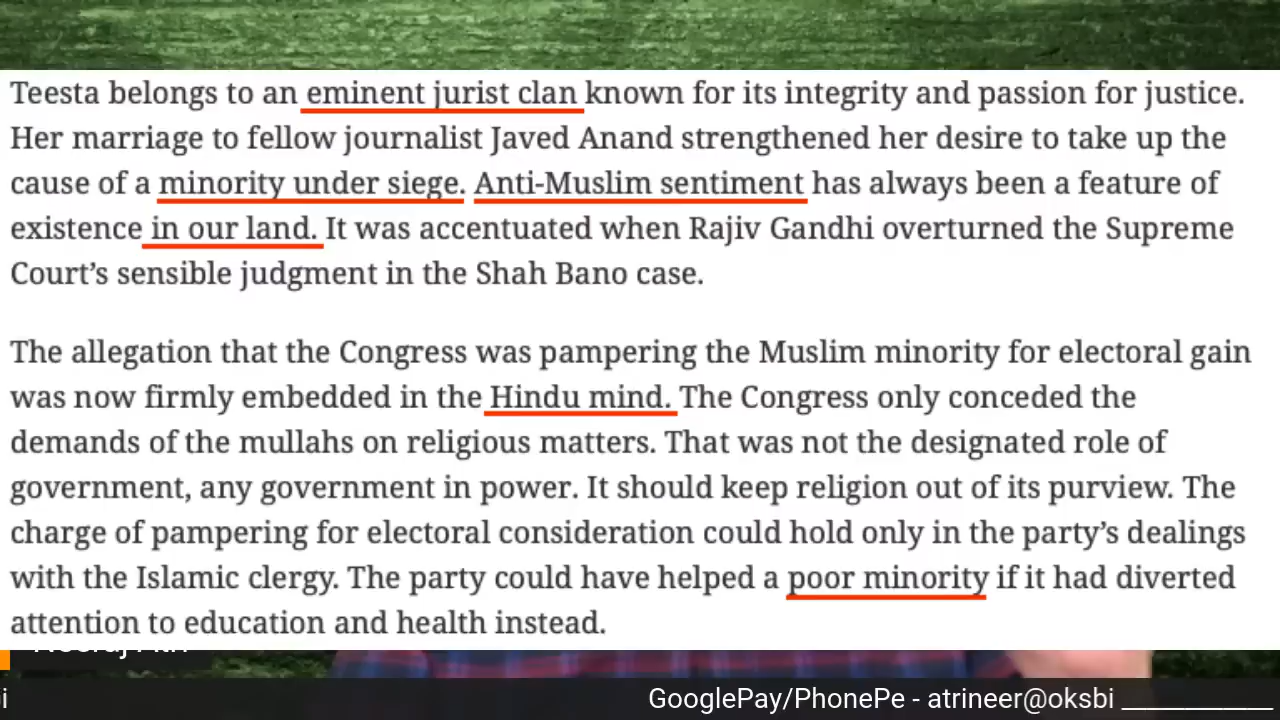 Teesta belongs to an eminent jurist clan known for its integrity and passion for justice.
Her marriage to fellow journalist Javed Anand strengthened her desire to take up the
cause of a minority under siege. Anti-Muslim sentiment has always been a feature of
existence in our land. It was accentuated when Rajiv Gandhi overturned the Supreme
Court’s sensible judgment in the Shah Bano case.
The allegation that the Congress was pampering the Muslim minority for electoral gain
was now firmly embedded in the Hindu mind. The Congress only conceded the
demands of the mullahs on religious matters. That was not the designated role of
government, any government in power. It should keep religion out of its purview. The
charge of pampering for electoral consideration could hold only in the party’s dealings
with the Islamic clergy. The party could have helped a poor minority if it had diverted
attention to education and health instead.
GooglePay/PhonePe - atrineer@oksbi ____________